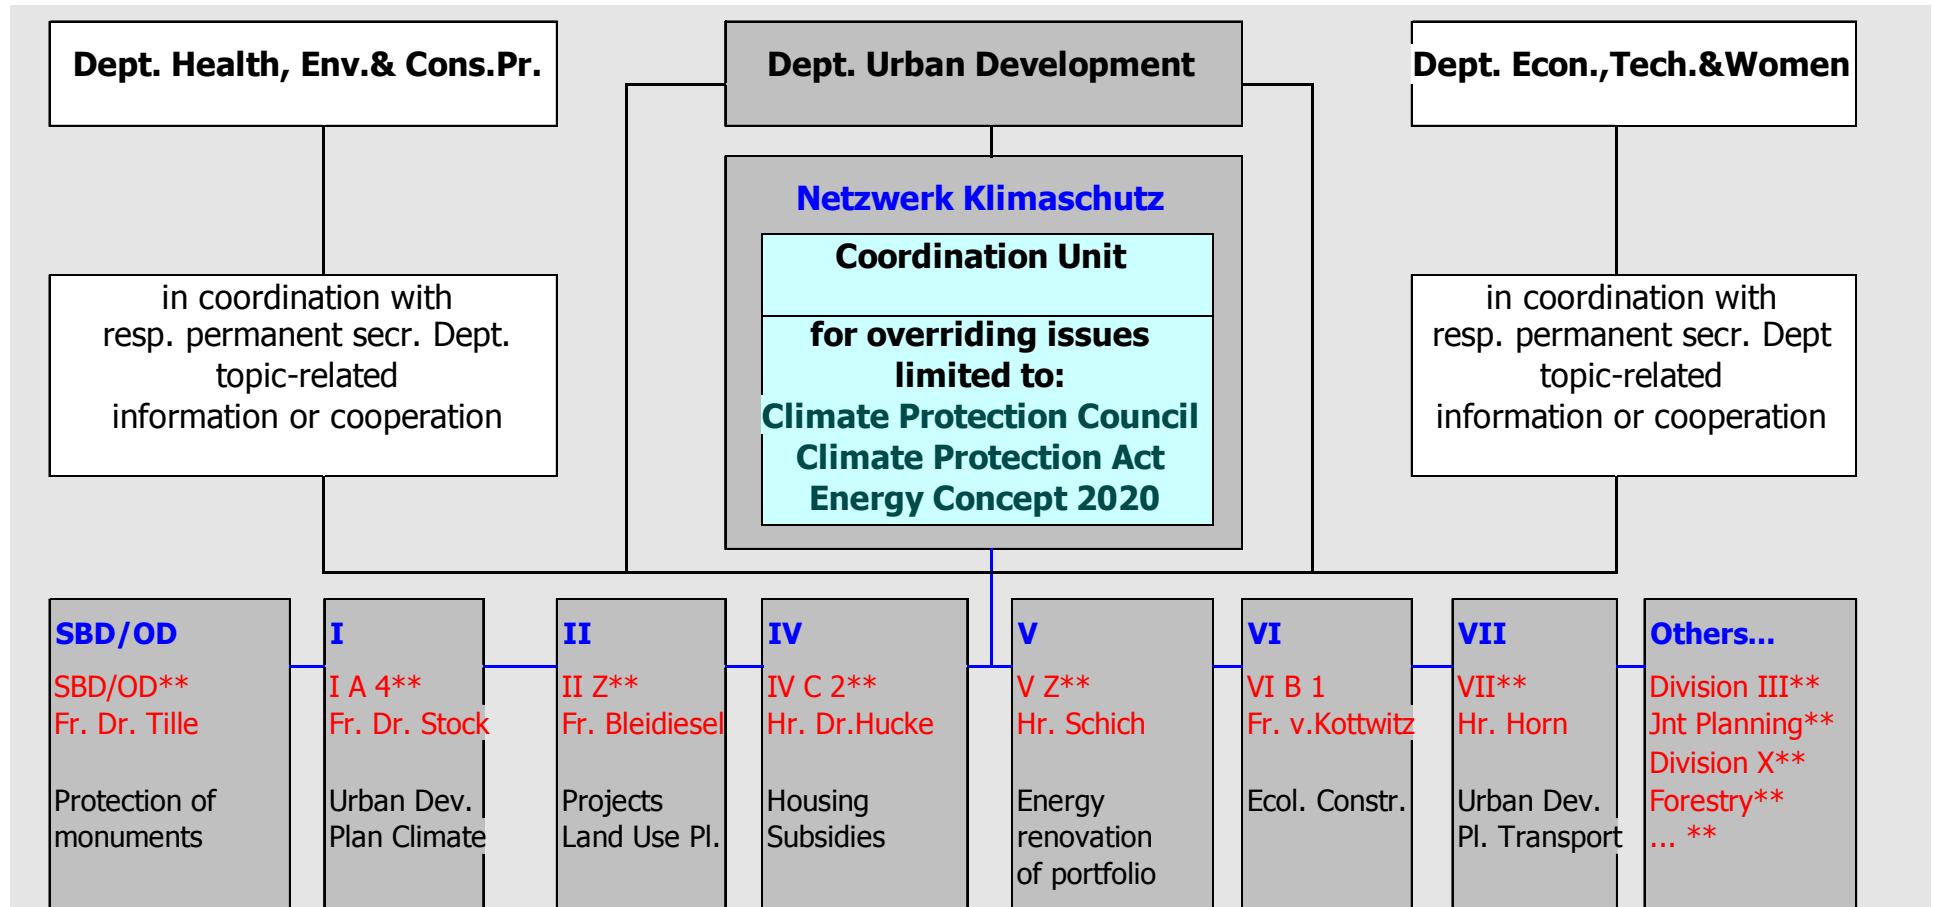 Dept. Health, Env.& Cons.Pr.
Dept. Urban Development
Dept. Econ.,Tech.&Women
Netzwerk Klimaschutz
Coordination Unit
for overriding issues
limited to:
Climate Protection Council
Climate Protection Act
Energy Concept 2020
in coordination with
resp. permanent secr. Dept.
topic-related
information or cooperation
in coordination with
resp. permanent secr. Dept
topic-related
information or cooperation
SBD/OD
SBD/OD**
Fr. Dr. Tille
Protection of
monuments
I
I A 4**
Fr. Dr. Stock
Urban Dev.
Plan Climate
II
II Z**
Fr. Bleidiesel
Projects
Land Use Pl.
IV
IV C 2**
Hr. Dr.Hucke
Housing
Subsidies
V
V Z**
Hr. Schich
Energy
renovation
of portfolio
VI
VI B 1
Fr. v.Kottwitz
Ecol. Constr.
VII
VII**
Hr. Horn
Urban Dev.
Pl. Transport
Others...
Division III**
Jnt Planning**
Division X**
Forestry**
... **